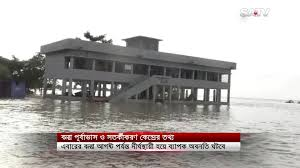 SATV
বন্যা পূর্বাভাস ও সতর্কীকরণ কেন্দ্রের তথ্য
এবারের বন্যা আগস্ট পর্যন্ত দীর্ঘস্থায়ী হয়ে ব্যাপক অবনতি ঘটবে